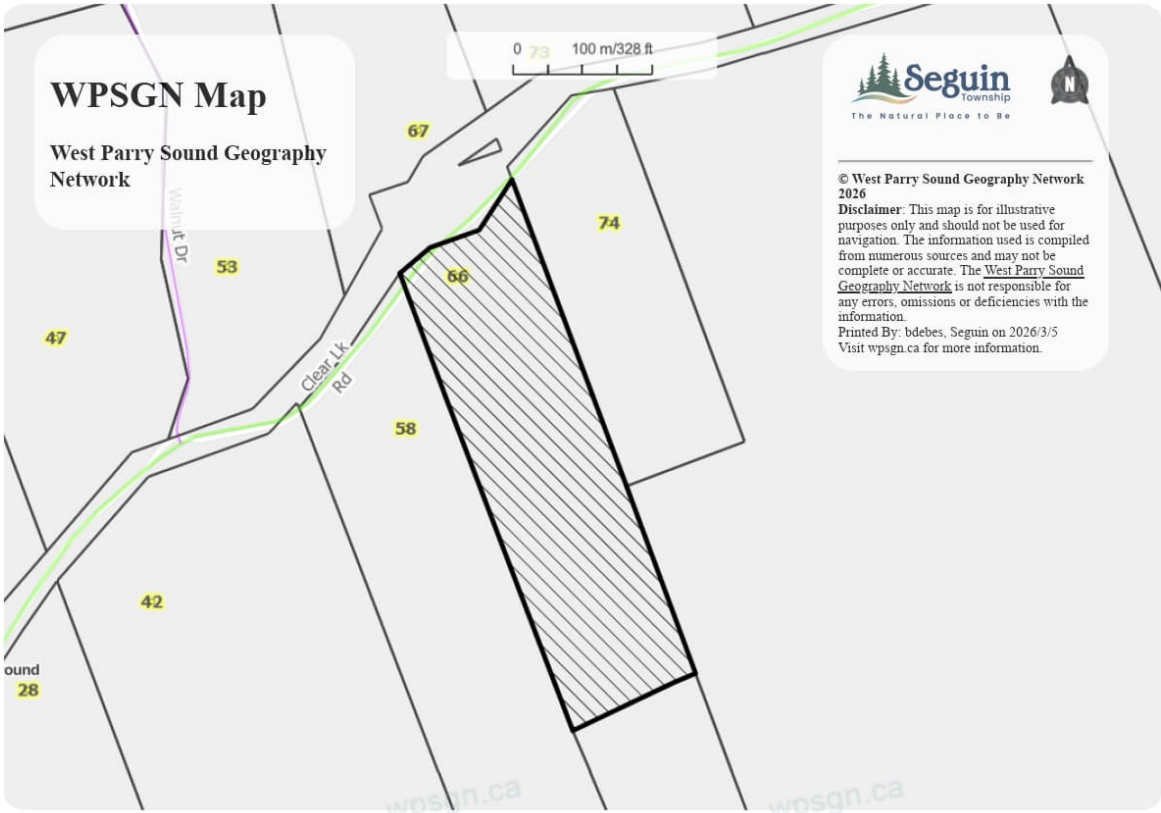 WPSGN Map
West Parry Sound Geography
Network
0 100 m/328 ft
73
Seguin
Township
The Natural Place to Be
N
© West Parry Sound Geography Network
2026
Disclaimer: This map is for illustrative
purposes only and should not be used for
navigation. The information used is compiled
from numerous sources and may not be
complete or accurate. The West Parry Sound
Geography Network is not responsible for
any errors, omissions or deficiencies with the
information.
Printed By: bdebes, Seguin on 2026/3/5
Visit wpsgn.ca for more information.
67
Walnut Dr
74
53
66
47
Clear Lk
Rd
58
42
ound
28
wpsgn.ca
wpsgn.ca